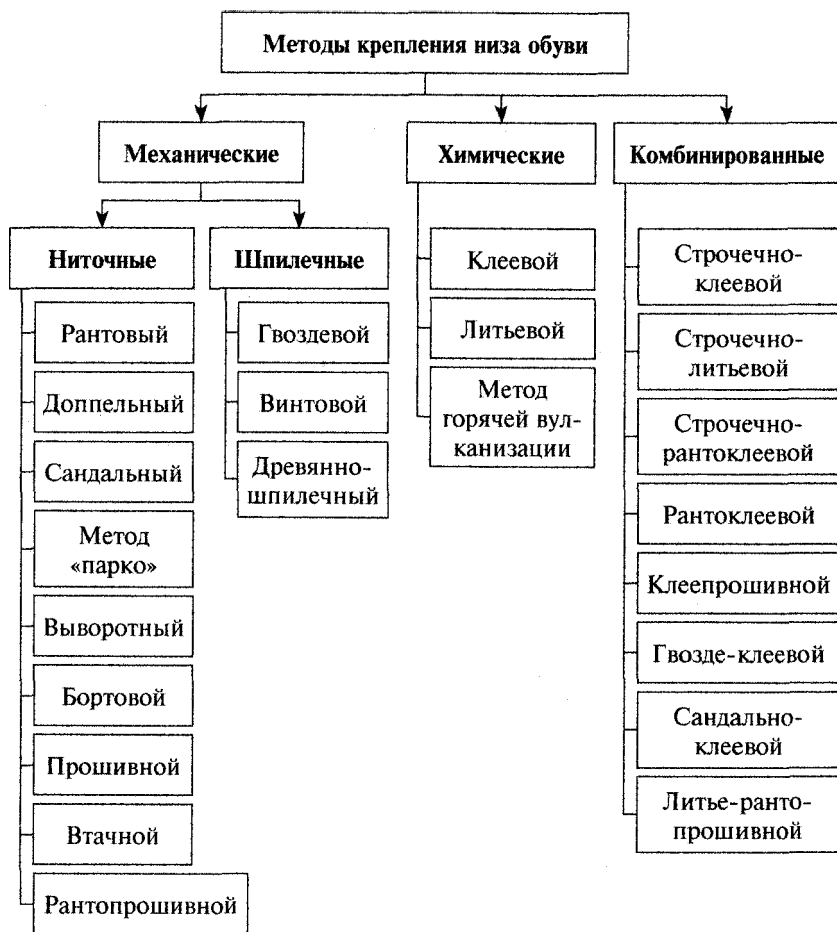 Методы крепления низа обуви
Механические
Химические
Комбинированные
Ниточные
Шпилечные
Рантовый
Доппельный
Сандальный
Метод
«парко»
Выворотный
Бортовой
Прошивной
Втачной
Рантопрошивной
Гвоздевой
Винтовой
Древянно-
шпилечный
Клеевой
Литьевой
Метод
горячей вул-
канизации
Строчечно-
клеевой
Строчечно-
литьевой
Строчечно-
рантоклеевой
Рантоклеевой
Клеепрошивной
Гвозде-клеевой
Сандально-
клеевой
Литье-ранто-
прошивной